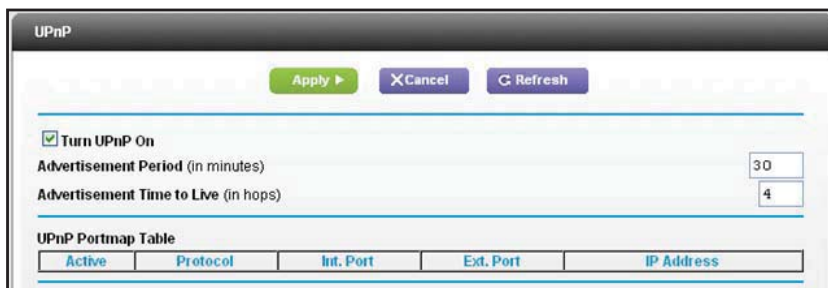 UPnP
Apply Cancel Refresh
Turn UPnP On
Advertisement Period (in minutes) 30
Advertisement Time to Live (in hops) 4
UPnP Portmap Table
Active Protocol Int. Port Ext. Port IP Address